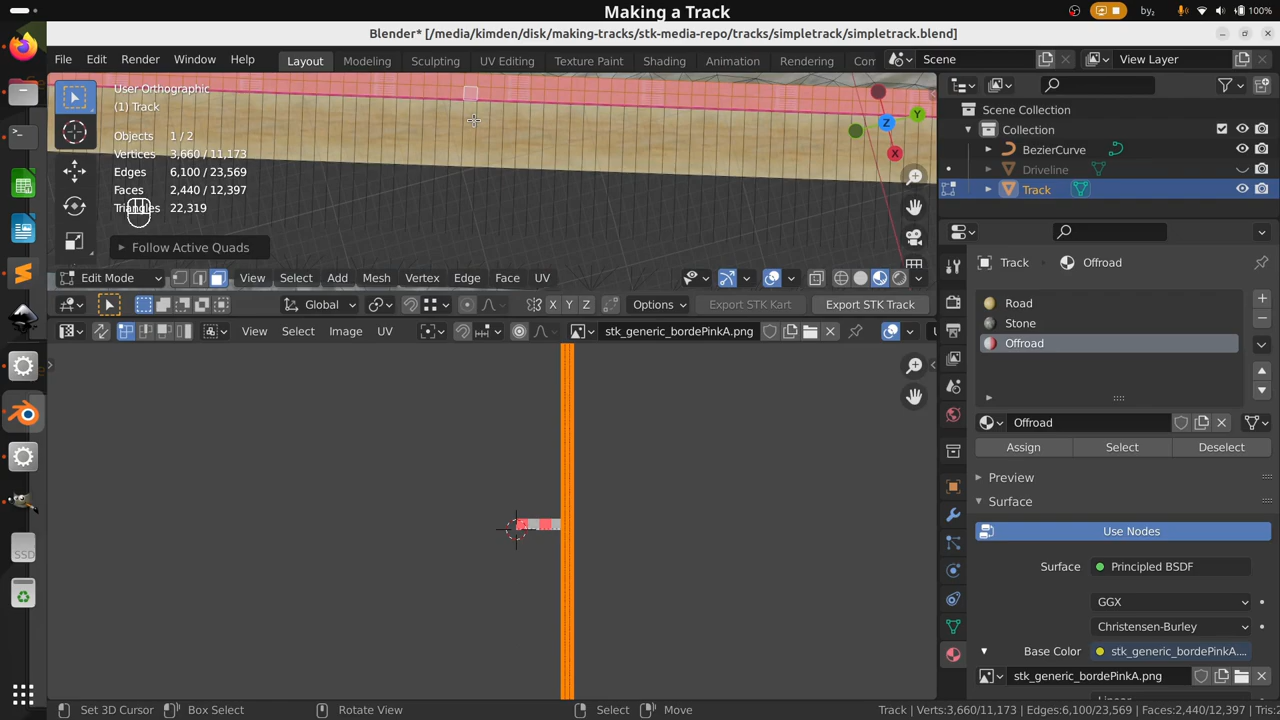 Making a Track
by₂
100%
Blender* [/media/kimden/disk/making-tracks/stk-media-repo/tracks/simpletrack/simpletrack.blend]
File Edit Render Window Help
Layout Modeling Sculpting UV Editing Texture Paint Shading Animation Rendering Com
Scene
View Layer
User Orthographic
(1) Track
Objects 1 / 2
Vertices 3,660 / 11,173
Edges 6,100 / 23,569
Faces 2,440 / 12,397
Triangles 22,319
Follow Active Quads
X
Y
Z
Edit Mode View Select Add Mesh Vertex Edge Face UV
Global X Y Z Options Export STK Kart Export STK Track
View Select Image UV stk_generic_bordePinkA.png
Scene Collection
Collection
BezierCurve
Driveline
Track
Track Offroad
Road
Stone
Offroad
Offroad
Assign Select Deselect
Preview
Surface
Use Nodes
Surface Principled BSDF
GGX
Christensen-Burley
Base Color stk_generic_bordePinkA....
stk_generic_bordePinkA.png
SSD
Set 3D Cursor Box Select Rotate View Select Move
Track | Verts:3,660/11,173 | Edges:6,100/23,569 | Faces:2,440/12,397 | Tris:2